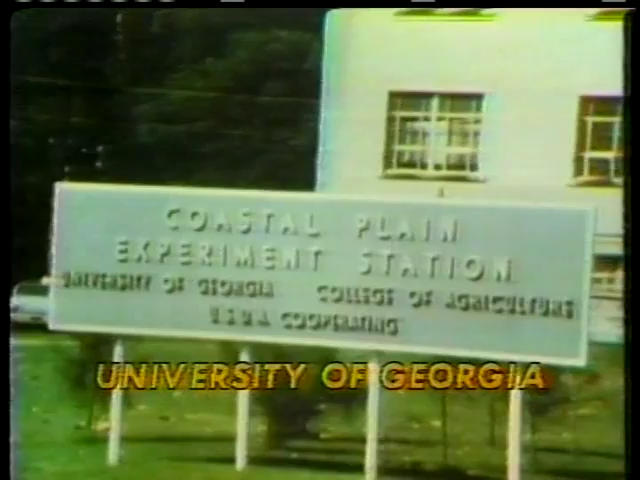 COASTAL PLAIN
EXPERIMENT STATION
UNIVERSITY OF GEORGIA COLLEGE OF AGRICULTURE
U.S.D.A. COOPERATING
UNIVERSITY OF GEORGIA